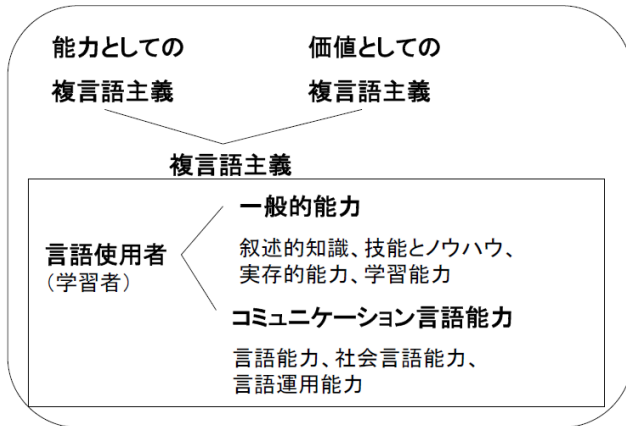 能力としての
複言語主義
価値としての
複言語主義
複言語主義
言語使用者
（学習者）
一般的能力
叙述的知識、技能とノウハウ、
実存的能力、学習能力
コミュニケーション言語能力
言語能力、社会言語能力、
言語運用能力